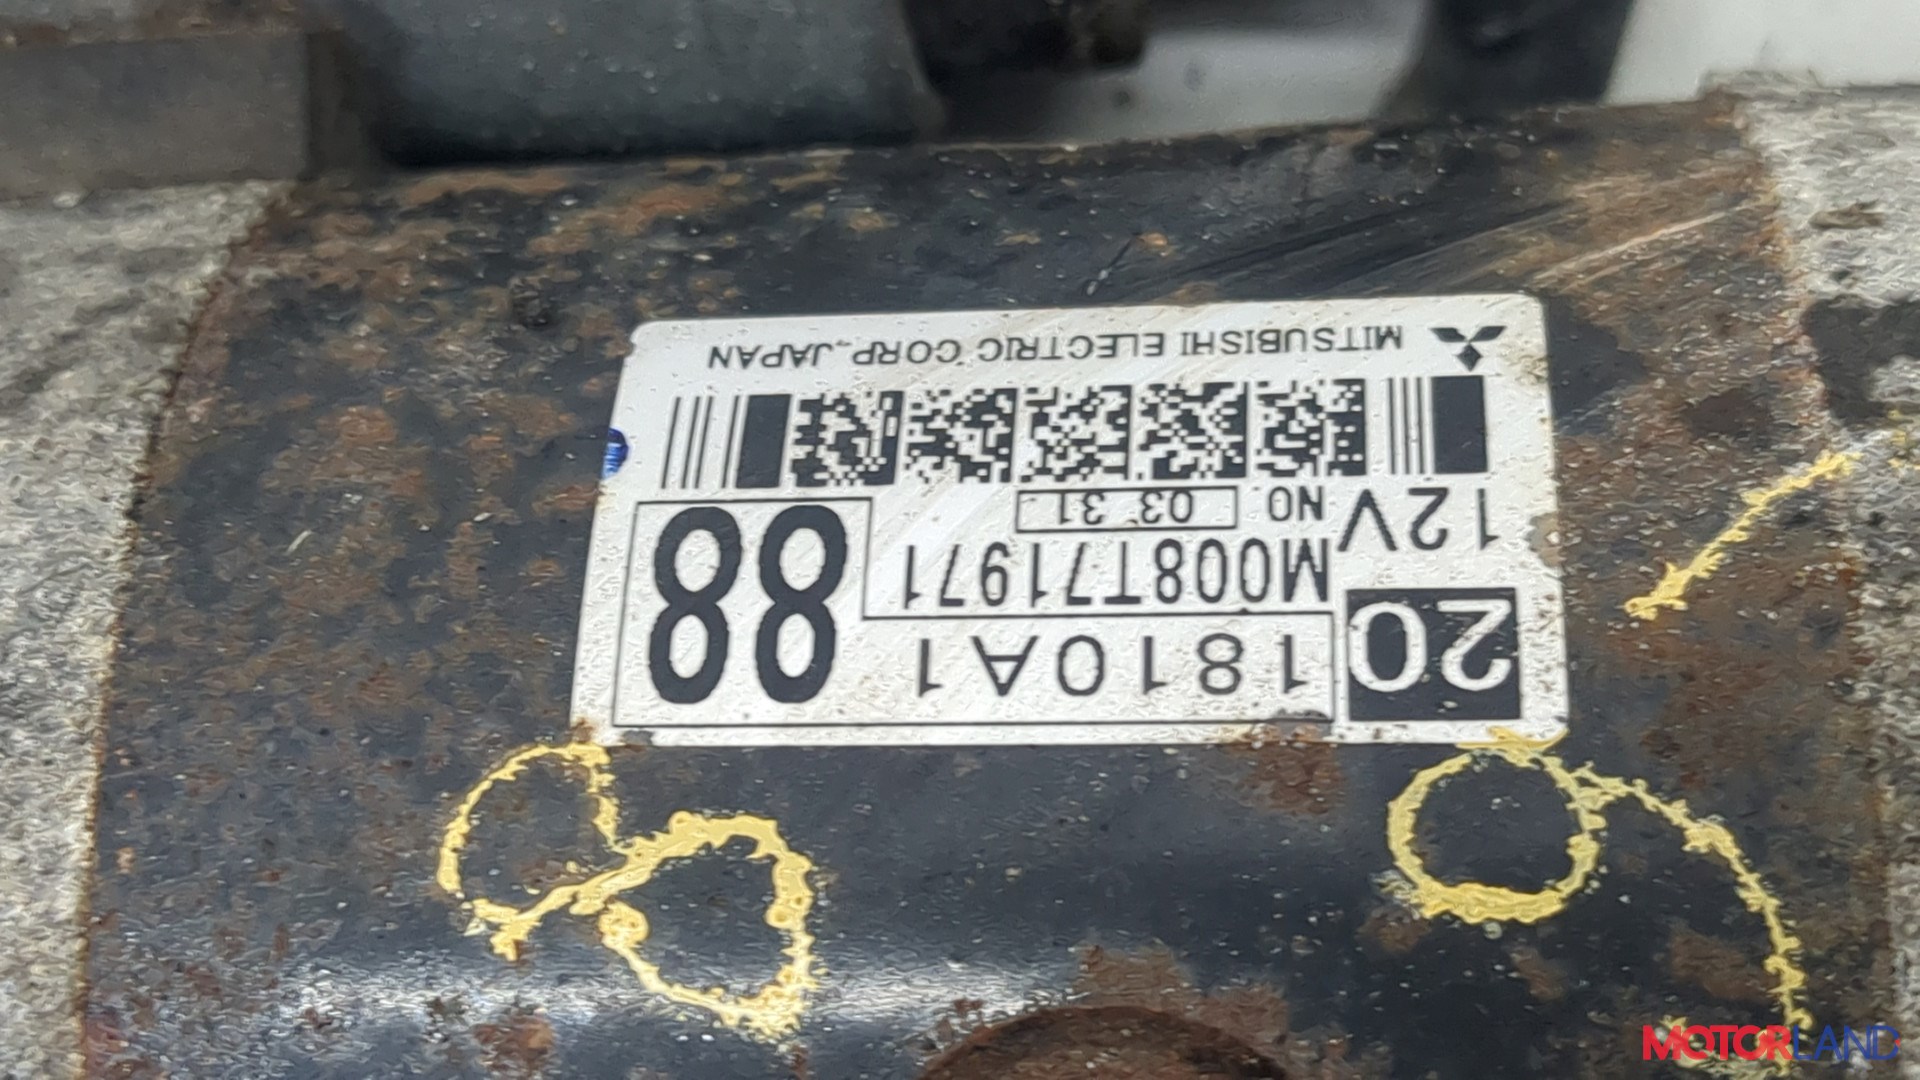 20 1810A1 88
M008T71971
12V NO 03 31
MITSUBISHI ELECTRIC CORP.,JAPAN
MOTORLAND